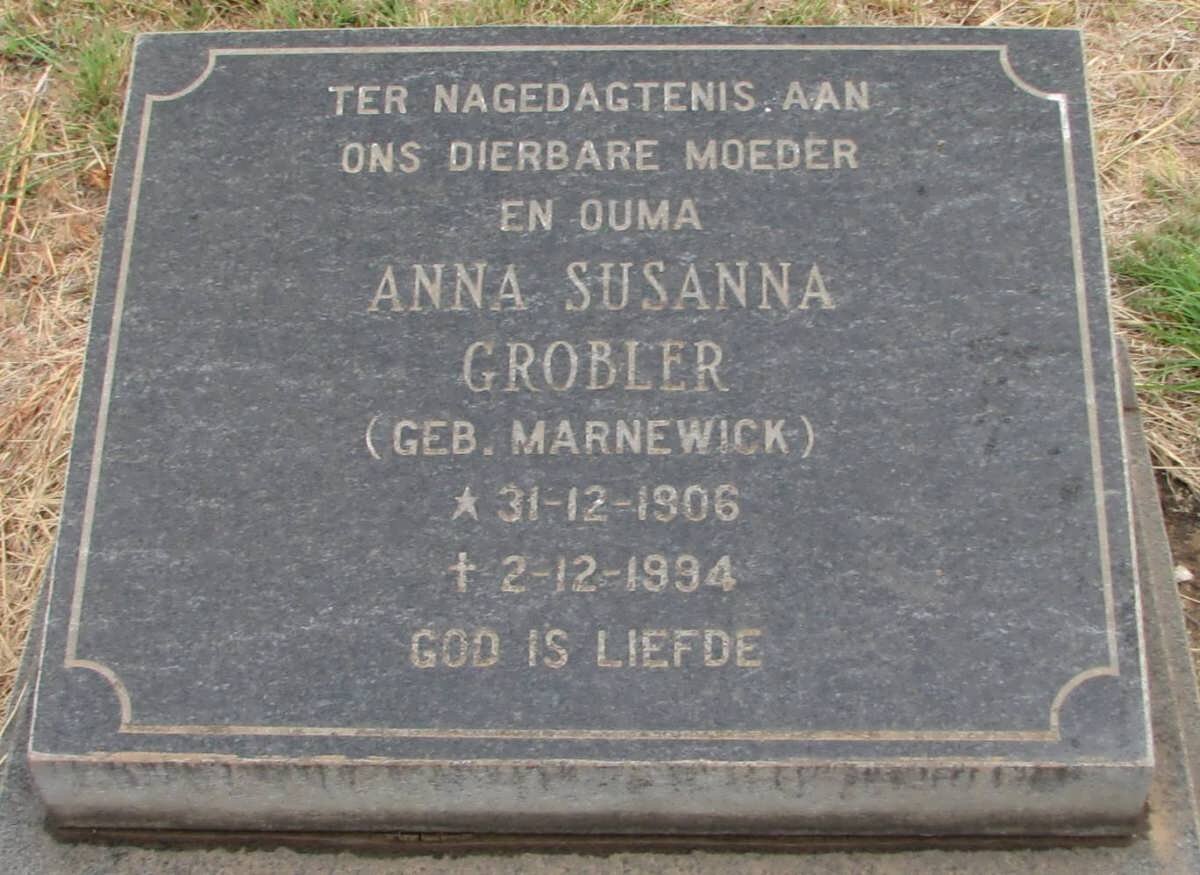 TER NAGEDAGTENIS AAN
ONS DIERBARE MOEDER
EN OUMA
ANNA SUSANNA
GROBLER
(GEB. MARNEWICK)
★ 31-12-1906
✝ 2-12-1994
GOD IS LIEFDE